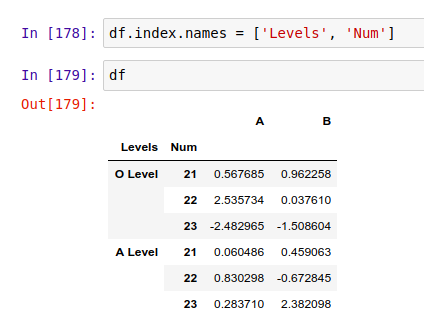 In [178]: df.index.names = ['Levels', 'Num']
In [179]: df
Out[179]:
A B
Levels Num
O Level 21 0.567685 0.962258
22 2.535734 0.037610
23 -2.482965 -1.508604
A Level 21 0.060486 0.459063
22 0.830298 -0.672845
23 0.283710 2.382098